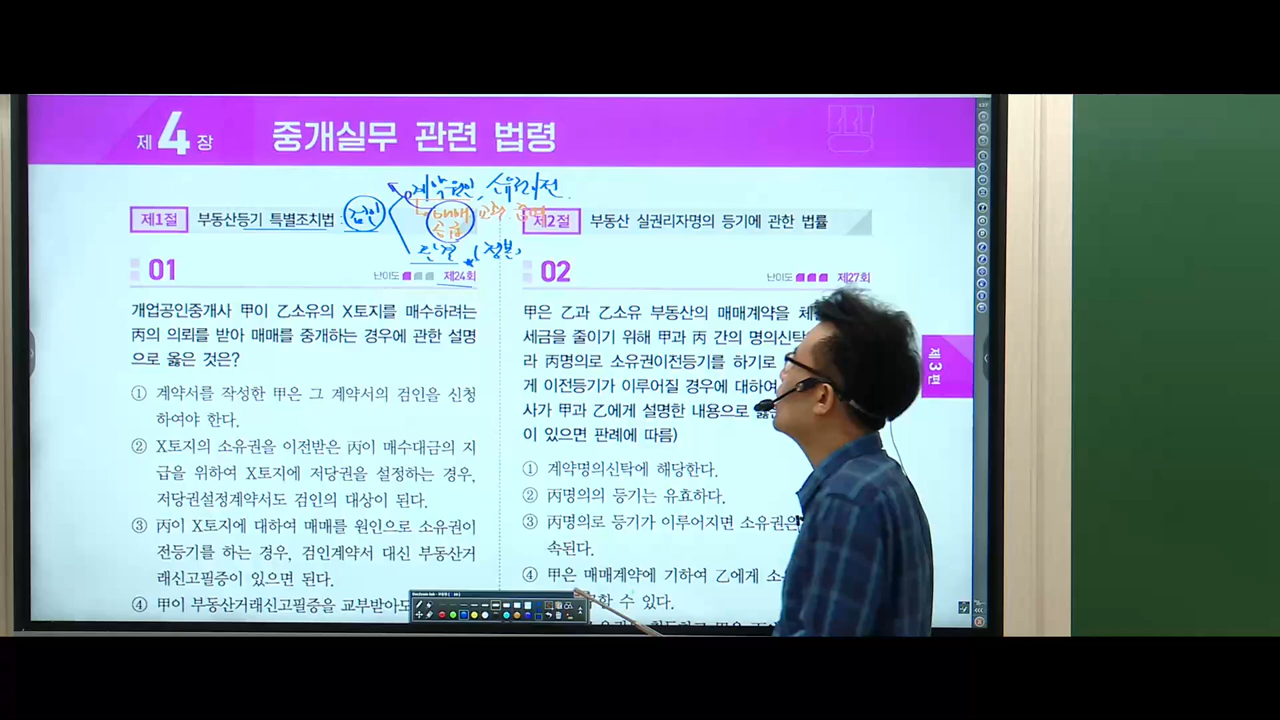 제4장 중개실무 관련 법령
계약원인, 소유권이전
검인
매매 교환 증여
공급
판결 (정본)
제1절 부동산등기 특별조치법
01
난이도 제24회
개업공인중개사 甲이 乙소유의 X토지를 매수하려는
丙의 의뢰를 받아 매매를 중개하는 경우에 관한 설명
으로 옳은 것은?
① 계약서를 작성한 甲은 그 계약서의 검인을 신청
하여야 한다.
② X토지의 소유권을 이전받은 丙이 매수대금의 지
급을 위하여 X토지에 저당권을 설정하는 경우,
저당권설정계약서도 검인의 대상이 된다.
③ 丙이 X토지에 대하여 매매를 원인으로 소유권이
전등기를 하는 경우, 검인계약서 대신 부동산거
래신고필증이 있으면 된다.
④ 甲이 부동산거래신고필증을 교부받아도
제2절 부동산 실권리자명의 등기에 관한 법률
02
난이도 제27회
甲은 乙과 乙소유 부동산의 매매계약을 체
세금을 줄이기 위해 甲과 丙 간의 명의신탁
라 丙명의로 소유권이전등기를 하기로
게 이전등기가 이루어질 경우에 대하여
사가 甲과 乙에게 설명한 내용으로 옳은
이 있으면 판례에 따름)
① 계약명의신탁에 해당한다.
② 丙명의의 등기는 유효하다.
③ 丙명의로 등기가 이루어지면 소유권은
속된다.
④ 甲은 매매계약에 기하여 乙에게 소
구할 수 있다.
제3편